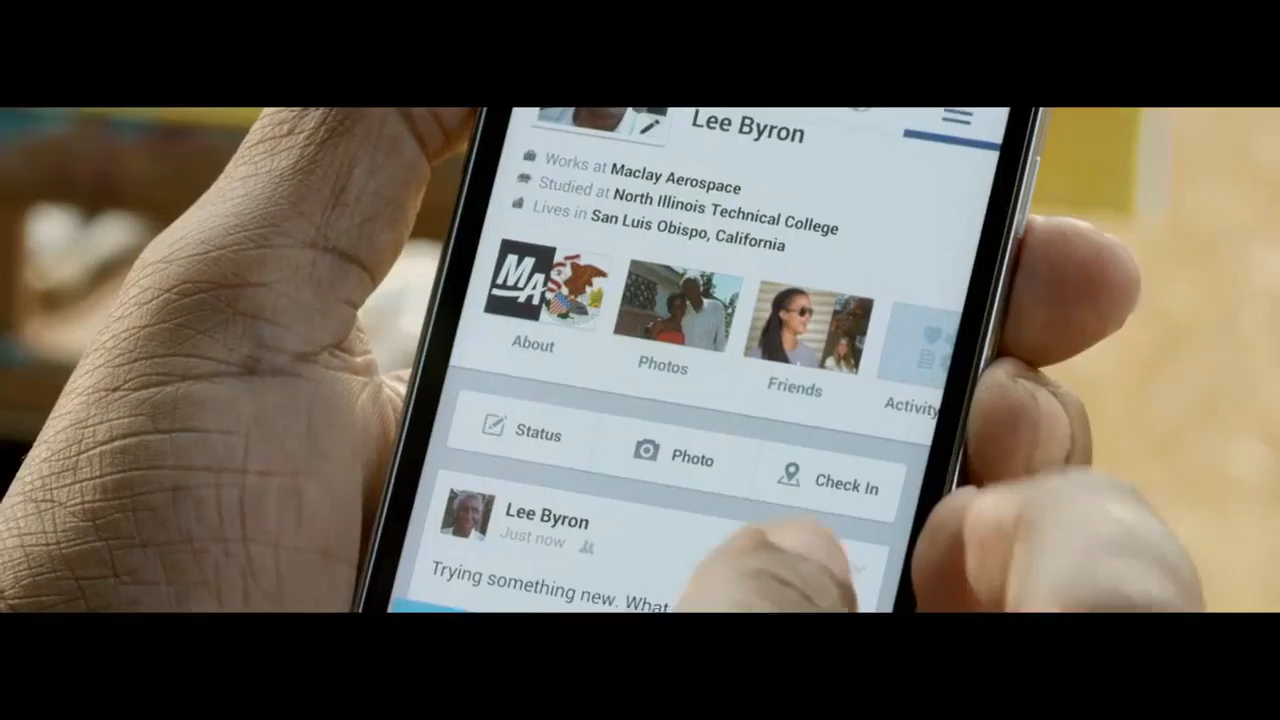 Lee Byron
Works at Maclay Aerospace
Studied at North Illinois Technical College
Lives in San Luis Obispo, California
MA
About
Photos
Friends
Activity
Status
Photo
Check In
Lee Byron
Just now
Trying something new. What